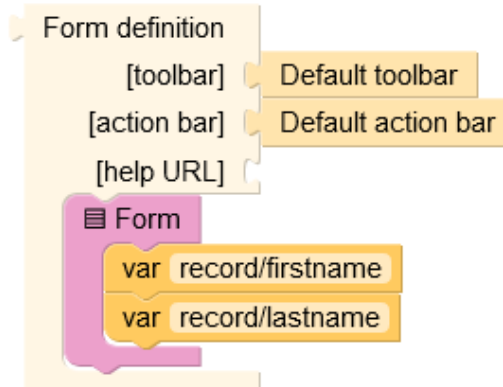 Form definition
[toolbar] Default toolbar
[action bar] Default action bar
[help URL]
Form
var record/firstname
var record/lastname